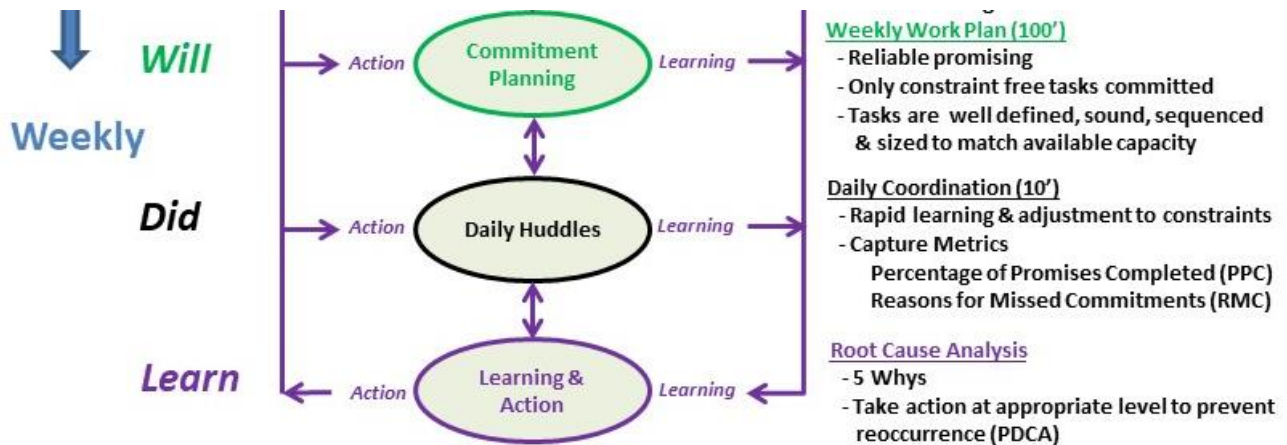 Will
Action
Commitment
Planning
Learning
Weekly Work Plan (100’)
- Reliable promising
- Only constraint free tasks committed
- Tasks are well defined, sound, sequenced
& sized to match available capacity
Weekly
Did
Action
Daily Huddles
Learning
Daily Coordination (10’)
- Rapid learning & adjustment to constraints
- Capture Metrics
Percentage of Promises Completed (PPC)
Reasons for Missed Commitments (RMC)
Learn
Action
Learning &
Action
Learning
Root Cause Analysis
- 5 Whys
- Take action at appropriate level to prevent
reoccurrence (PDCA)